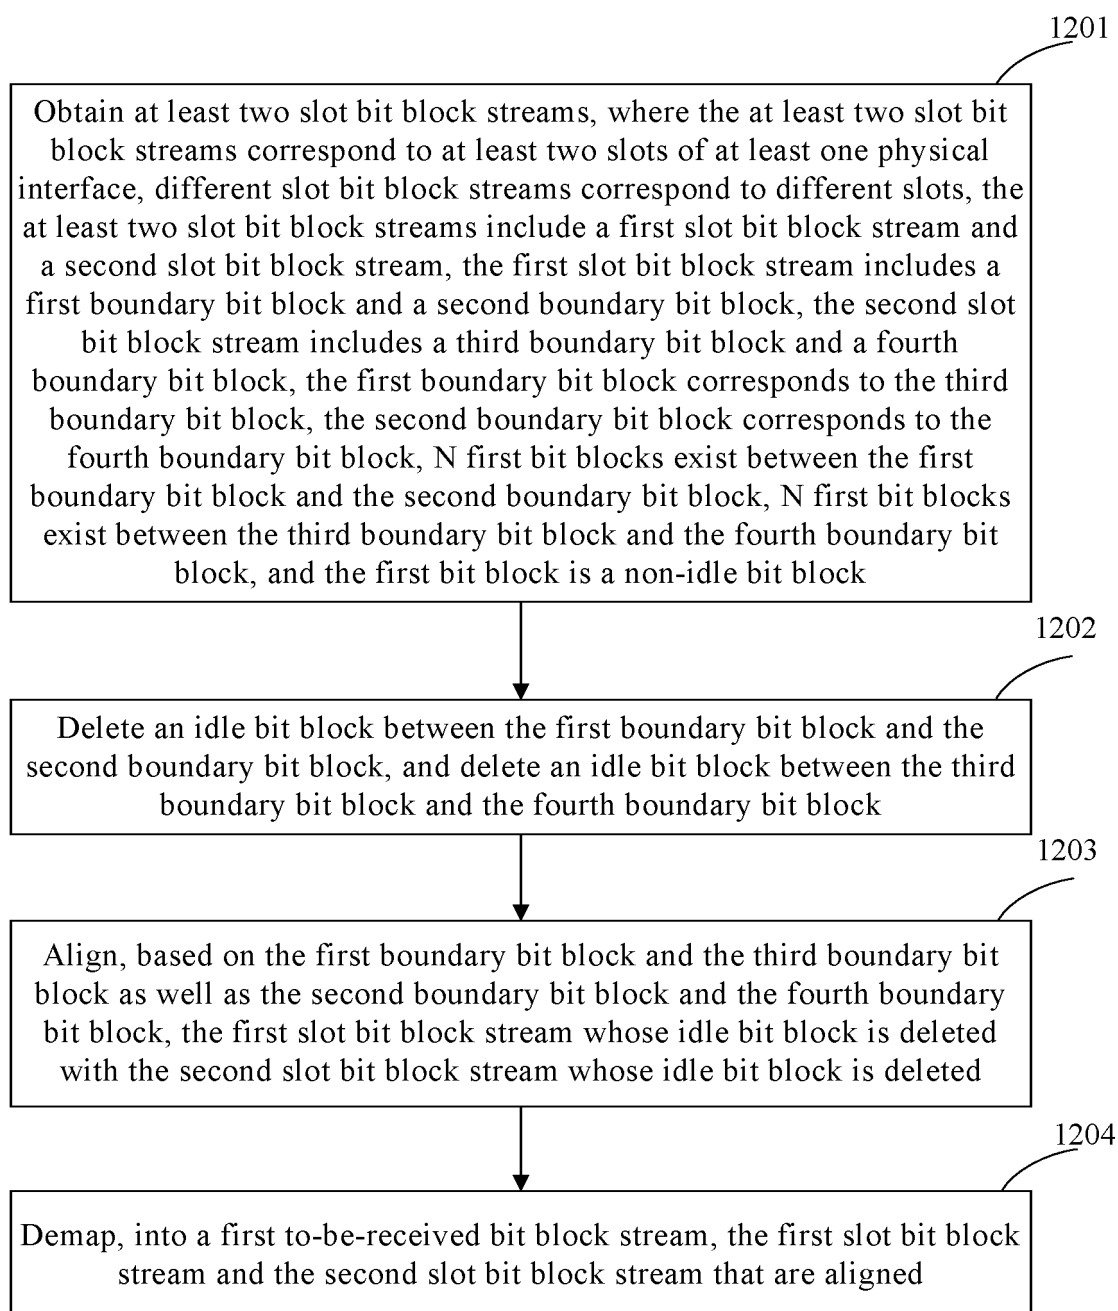 1201
Obtain at least two slot bit block streams, where the at least two slot bit
block streams correspond to at least two slots of at least one physical
interface, different slot bit block streams correspond to different slots, the
at least two slot bit block streams include a first slot bit block stream and
a second slot bit block stream, the first slot bit block stream includes a
first boundary bit block and a second boundary bit block, the second slot
bit block stream includes a third boundary bit block and a fourth
boundary bit block, the first boundary bit block corresponds to the third
boundary bit block, the second boundary bit block corresponds to the
fourth boundary bit block, N first bit blocks exist between the first
boundary bit block and the second boundary bit block, N first bit blocks
exist between the third boundary bit block and the fourth boundary bit
block, and the first bit block is a non-idle bit block
1202
Delete an idle bit block between the first boundary bit block and the
second boundary bit block, and delete an idle bit block between the third
boundary bit block and the fourth boundary bit block
1203
Align, based on the first boundary bit block and the third boundary bit
block as well as the second boundary bit block and the fourth boundary
bit block, the first slot bit block stream whose idle bit block is deleted
with the second slot bit block stream whose idle bit block is deleted
1204
Demap, into a first to-be-received bit block stream, the first slot bit block
stream and the second slot bit block stream that are aligned